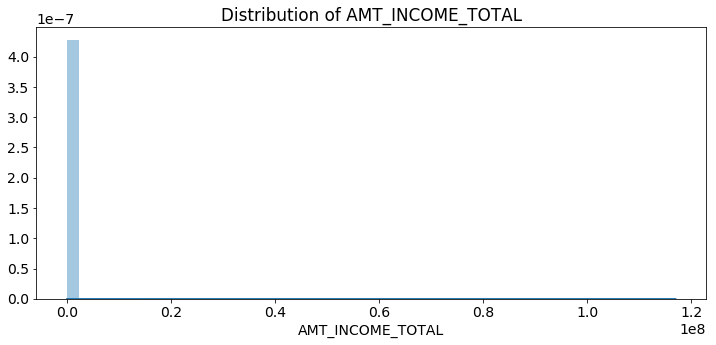 Distribution of AMT_INCOME_TOTAL
1e−7
4.0
3.5
3.0
2.5
2.0
1.5
1.0
0.5
0.0
0.0 0.2 0.4 0.6 0.8 1.0 1.2
1e8
AMT_INCOME_TOTAL